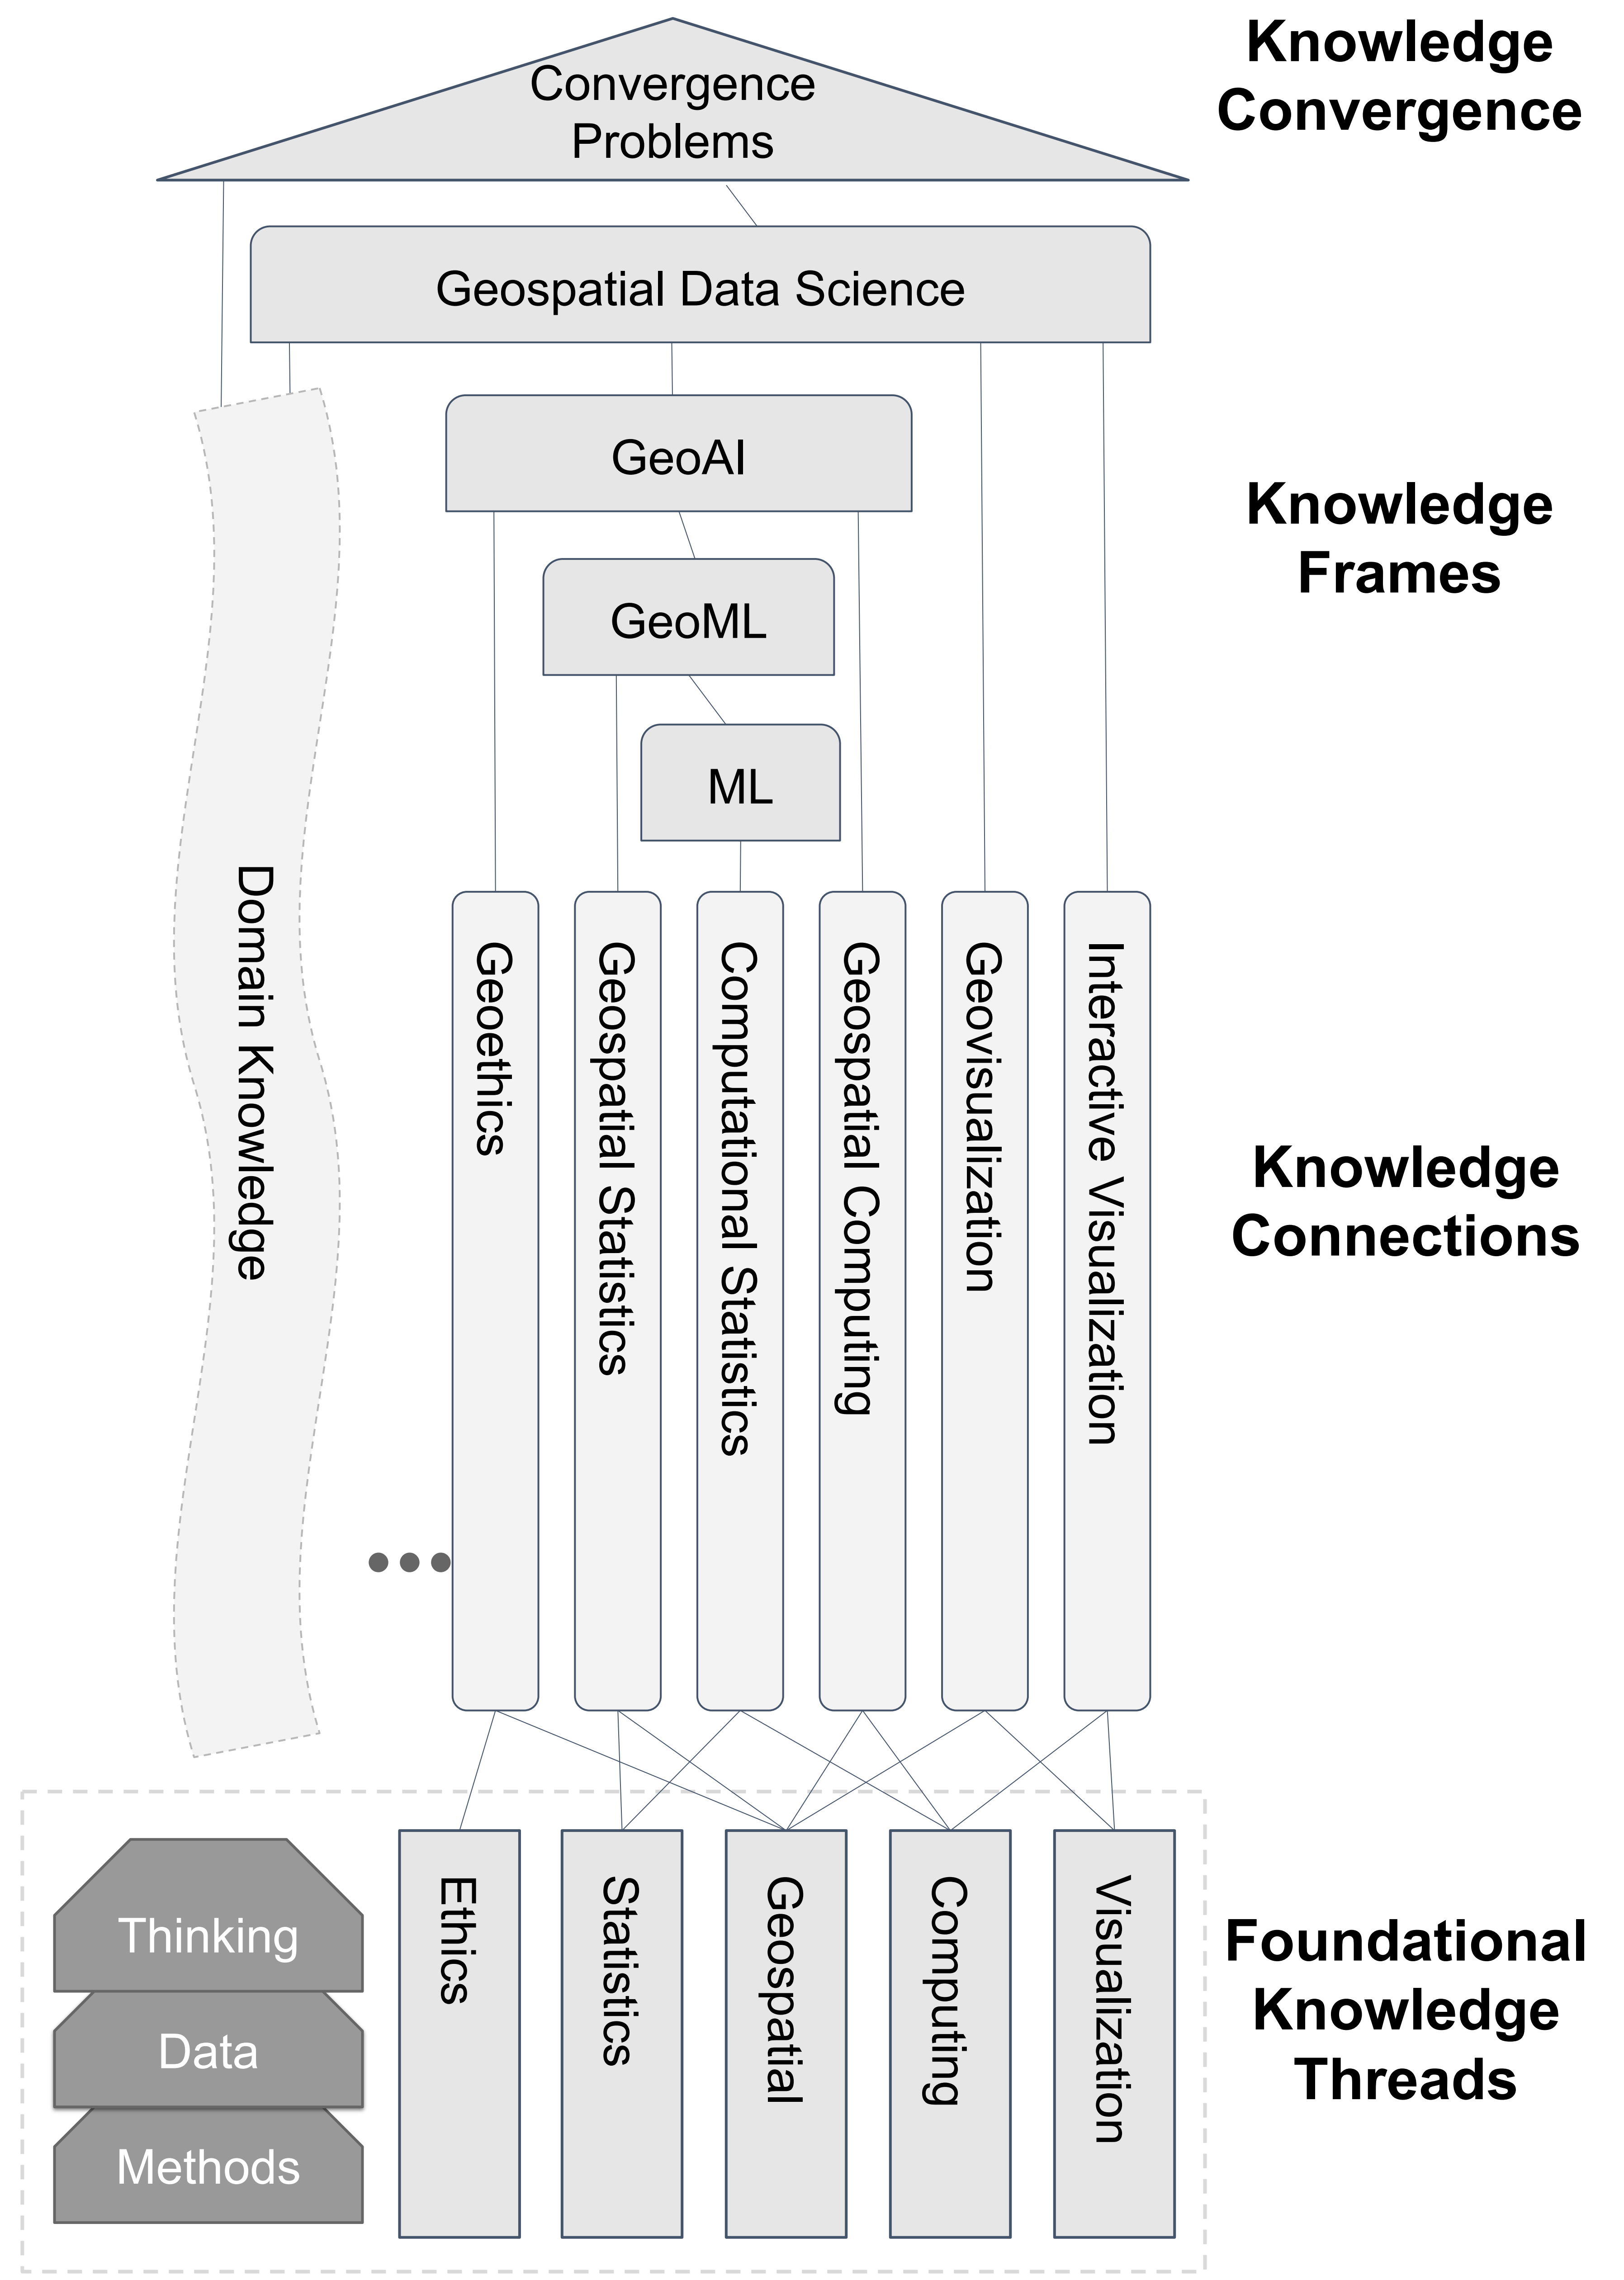 Convergence
Problems
Knowledge
Convergence
Geospatial Data Science
GeoAI
Knowledge
Frames
GeoML
ML
Domain Knowledge
Geoethics
Geospatial Statistics
Computational Statistics
Geospatial Computing
Geovisualization
Interactive Visualization
Knowledge
Connections
Thinking
Data
Methods
Ethics
Statistics
Geospatial
Computing
Visualization
Foundational
Knowledge
Threads